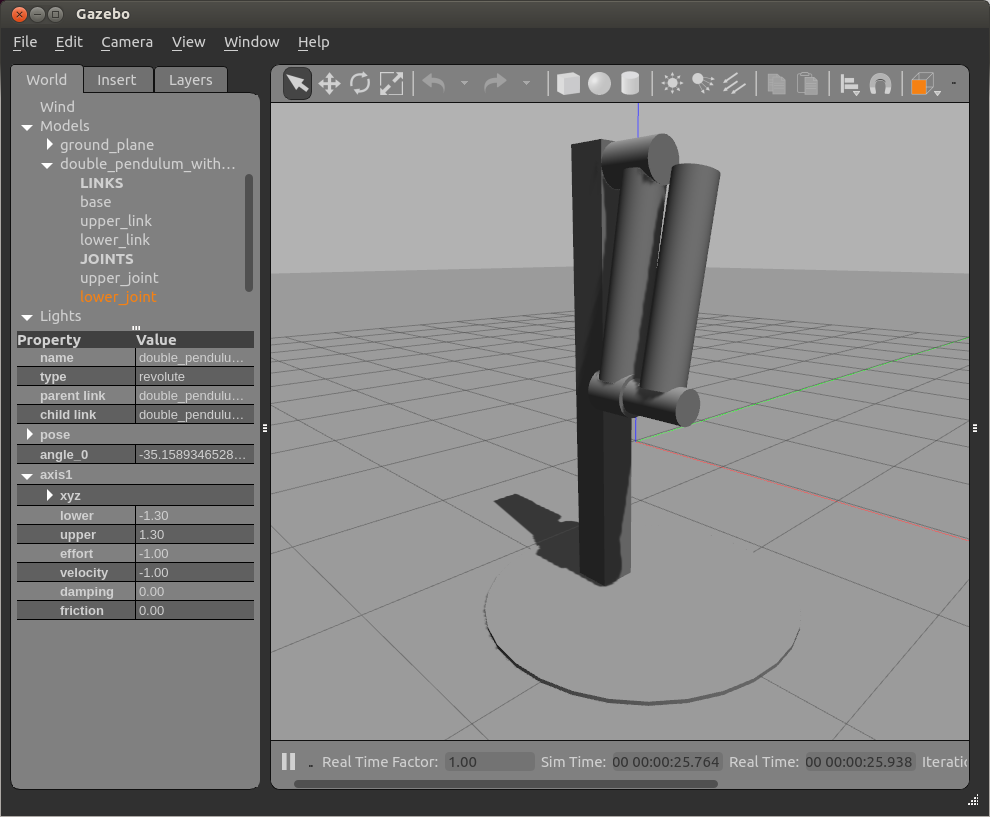 Gazebo
File Edit Camera View Window Help
World Insert Layers
Wind
Models
ground_plane
double_pendulum_with...
LINKS
base
upper_link
lower_link
JOINTS
upper_joint
lower_joint
Lights
Property Value
name double_pendulu...
type revolute
parent link double_pendulu...
child link double_pendulu...
pose
angle_0 -35.1589346528...
axis1
xyz
lower -1.30
upper 1.30
effort -1.00
velocity -1.00
damping 0.00
friction 0.00
Real Time Factor: 1.00 Sim Time: 00 00:00:25.764 Real Time: 00 00:00:25.938 Iteratio